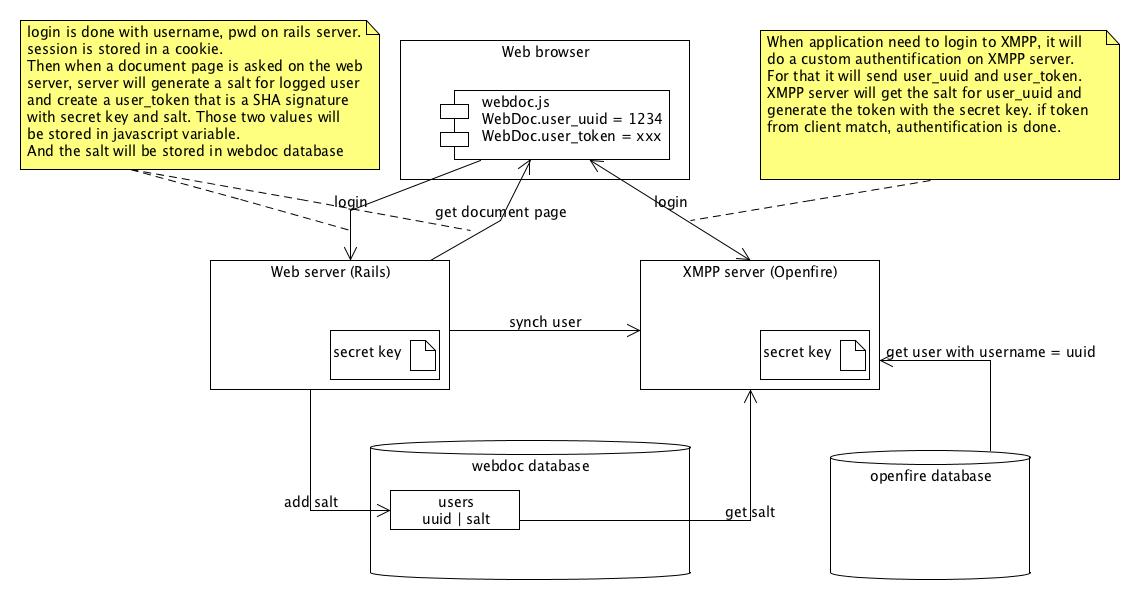 login is done with username, pwd on rails server.
session is stored in a cookie.
Then when a document page is asked on the web
server, server will generate a salt for logged user
and create a user_token that is a SHA signature
with secret key and salt. Those two values will
be stored in javascript variable.
And the salt will be stored in webdoc database
Web browser
webdoc.js
WebDoc.user_uuid = 1234
WebDoc.user_token = xxx
When application need to login to XMPP, it will
do a custom authentification on XMPP server.
For that it will send user_uuid and user_token.
XMPP server will get the salt for user_uuid and
generate the token with the secret key. if token
from client match, authentification is done.
login
get document page
login
Web server (Rails)
secret key
synch user
XMPP server (Openfire)
secret key
get user with username = uuid
webdoc database
users
uuid | salt
add salt
get salt
openfire database